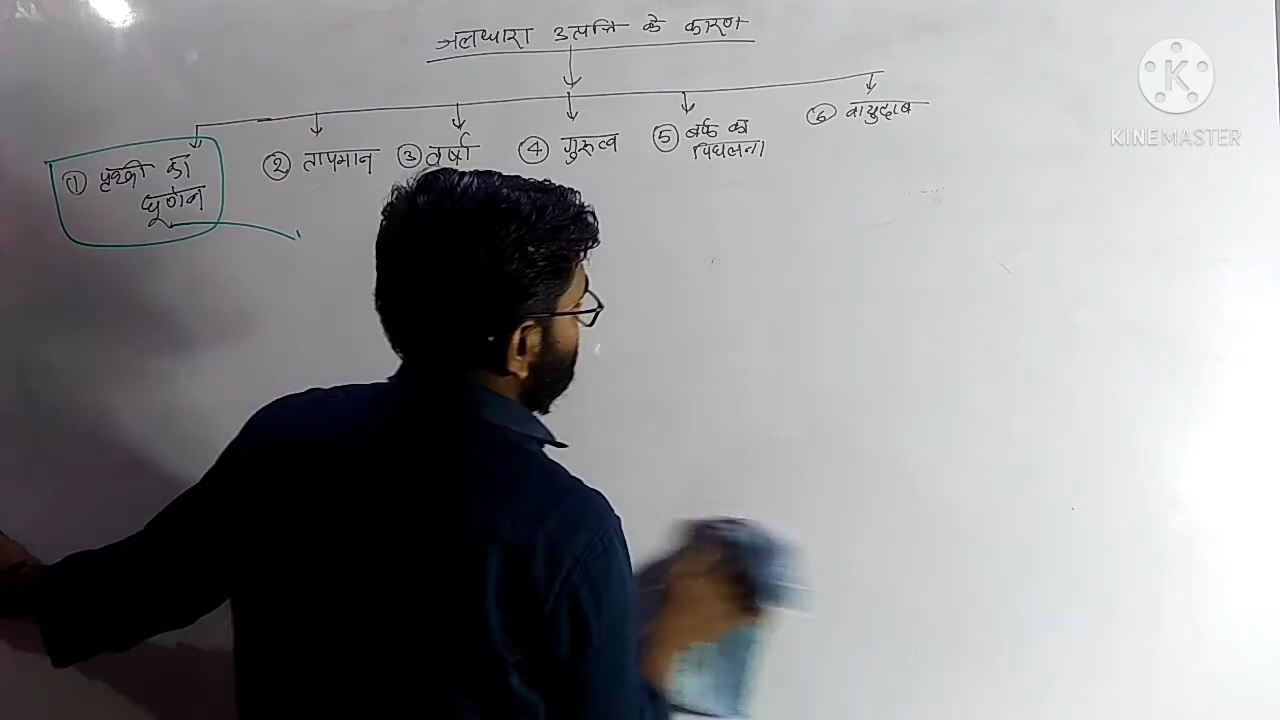 जलधारा उत्पत्ति के कारण
① पृथ्वी का
घूर्णन
② तापमान
③ वर्षा
④ गुरुत्व
⑤ बर्फ का
पिघलना
⑥ वायुदाब
K
KINEMASTER